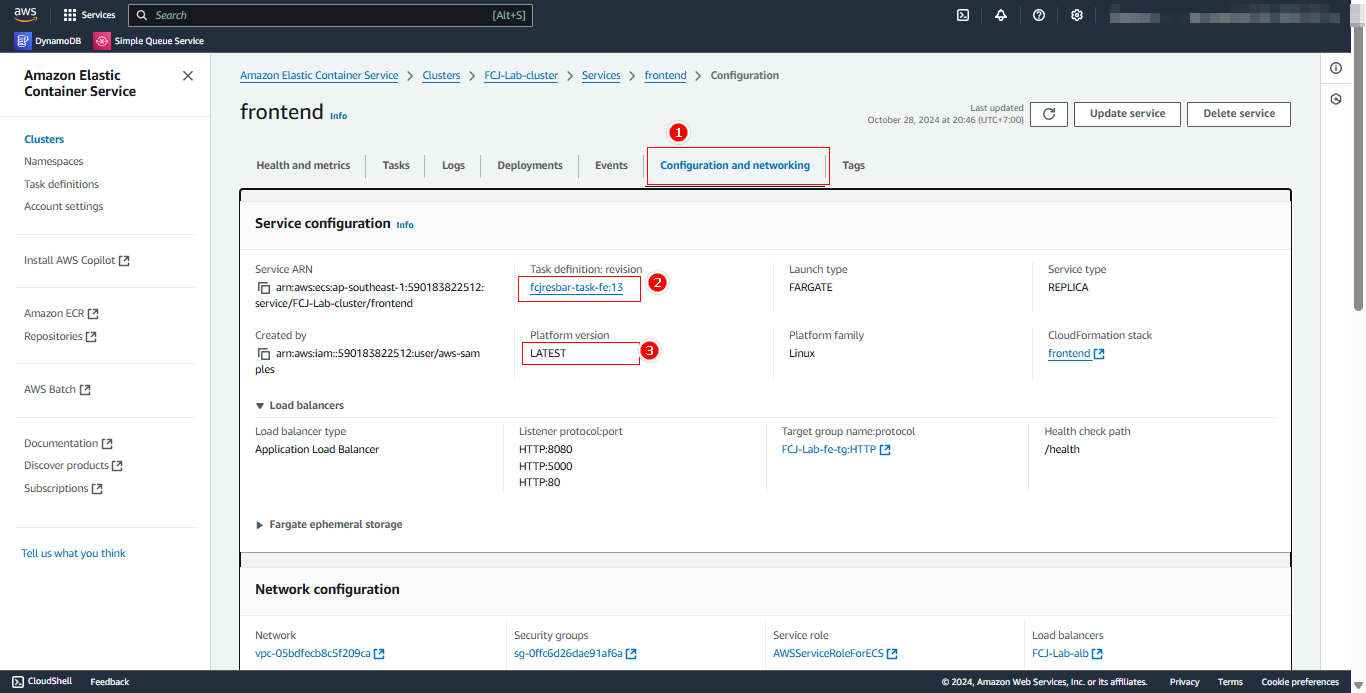 aws Services Search [Alt+S]
DynamoDB Simple Queue Service
Amazon Elastic
Container Service
Clusters
Namespaces
Task definitions
Account settings
Install AWS Copilot
Amazon ECR
Repositories
AWS Batch
Documentation
Discover products
Subscriptions
Tell us what you think
Amazon Elastic Container Service > Clusters > FCJ-Lab-cluster > Services > frontend > Configuration
frontend Info
Last updated
October 28, 2024 at 20:46 (UTC+7:00)
Update service Delete service
1
Health and metrics Tasks Logs Deployments Events Configuration and networking Tags
Service configuration Info
Service ARN
arn:aws:ecs:ap-southeast-1:590183822512:
service/FCJ-Lab-cluster/frontend
Task definition: revision
fcjresbar-task-fe:13
2
Launch type
FARGATE
Service type
REPLICA
Created by
arn:aws:iam::590183822512:user/aws-sam
ples
Platform version
LATEST
3
Platform family
Linux
CloudFormation stack
frontend
Load balancers
Load balancer type
Application Load Balancer
Listener protocol:port
HTTP:8080
HTTP:5000
HTTP:80
Target group name:protocol
FCJ-Lab-fe-tg:HTTP
Health check path
/health
Fargate ephemeral storage
Network configuration
Network
vpc-05bdfecb8c5f209ca
Security groups
sg-0ffc6d26dae91af6a
Service role
AWSServiceRoleForECS
Load balancers
FCJ-Lab-alb
CloudShell Feedback © 2024, Amazon Web Services, Inc. or its affiliates. Privacy Terms Cookie preferences